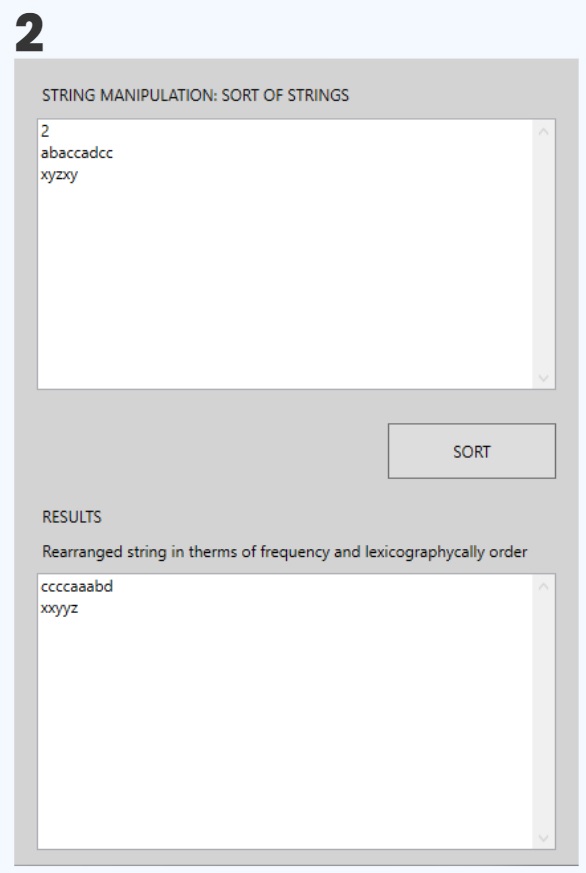 2
STRING MANIPULATION: SORT OF STRINGS
2
abaccadcc
xyzxy
SORT
RESULTS
Rearranged string in therms of frequency and lexicographycally order
ccccaaabd
xxyyz